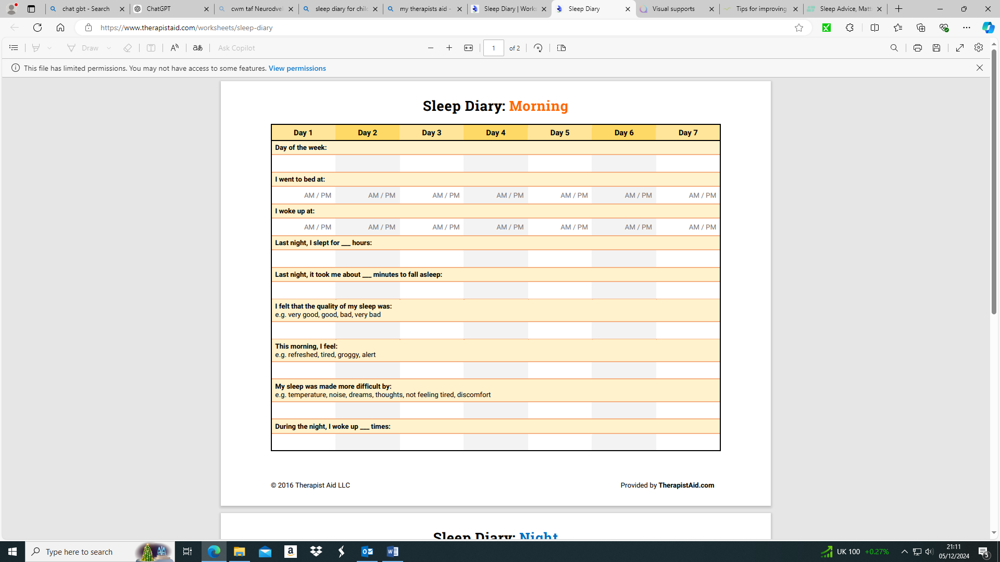 chat gbt - Search
ChatGPT
cwm taf Neurodvel
sleep diary for chil
my therapists aid -
Sleep Diary | Works
Sleep Diary
Visual supports
Tips for improving
Sleep Advice, Matt
https://www.therapistaid.com/worksheets/sleep-diary
Draw
Ask Copilot
1
of 2
This file has limited permissions. You may not have access to some features. View permissions
Sleep Diary: Morning
Day 1 Day 2 Day 3 Day 4 Day 5 Day 6 Day 7
Day of the week:
I went to bed at:
AM / PM AM / PM AM / PM AM / PM AM / PM AM / PM AM / PM
I woke up at:
AM / PM AM / PM AM / PM AM / PM AM / PM AM / PM AM / PM
Last night, I slept for ___ hours:
Last night, it took me about ___ minutes to fall asleep:
I felt that the quality of my sleep was:
e.g. very good, good, bad, very bad
This morning, I feel:
e.g. refreshed, tired, groggy, alert
My sleep was made more difficult by:
e.g. temperature, noise, dreams, thoughts, not feeling tired, discomfort
During the night, I woke up ___ times:
© 2016 Therapist Aid LLC
Provided by TherapistAid.com
Sleep Diary: Night
Type here to search
UK 100 +0.27%
21:11
05/12/2024
5